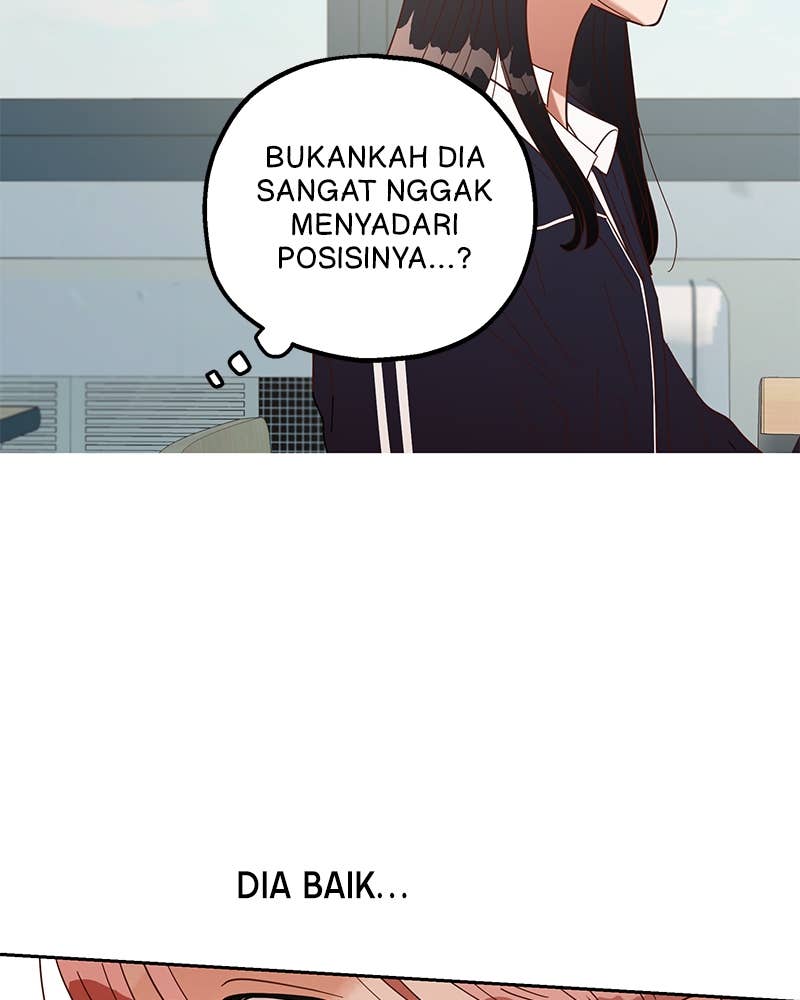 BUKANKAH DIA
SANGAT NGGAK
MENYADARI
POSISINYA...?
DIA BAIK...